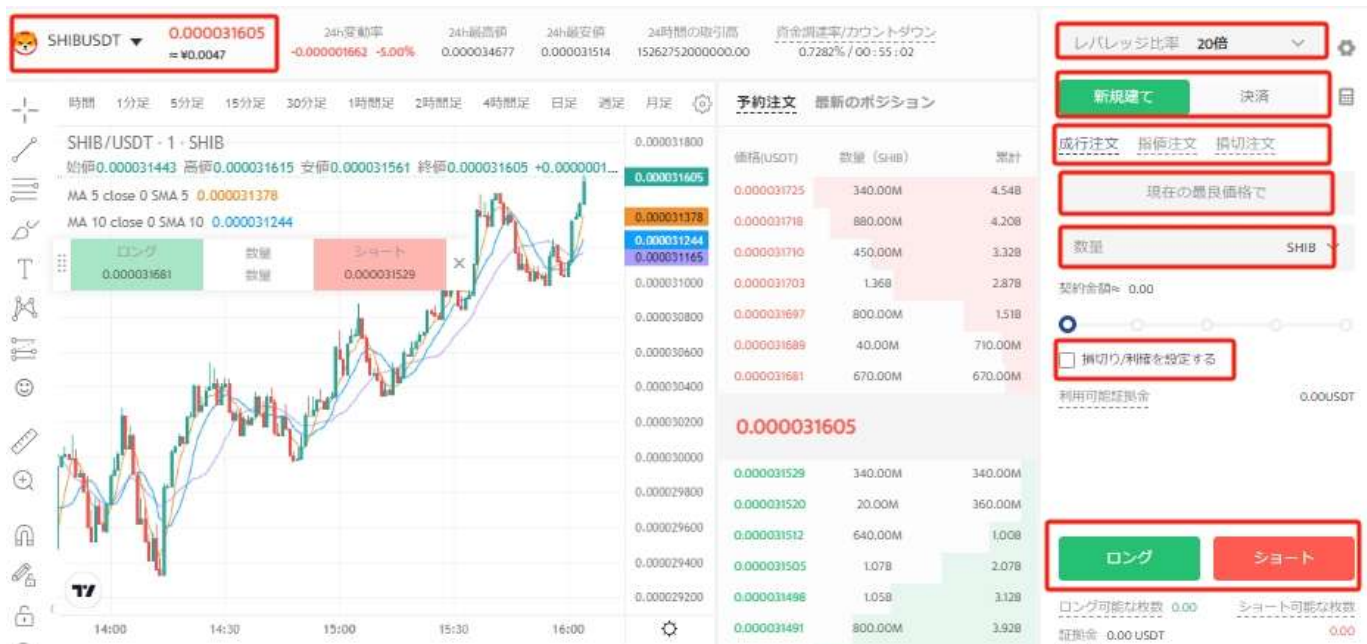 SHIBUSDT ▼ 0.000031605 ≈ ¥0.0047
24h変動率 -0.000001662 -5.00%
24h最高値 0.000034677
24h最安値 0.000031514
24時間の取引高 15262752000000.00
資金調達率/カウントダウン 0.7282% / 00 : 55 : 02
時間 1分足 5分足 15分足 30分足 1時間足 2時間足 4時間足 日足 週足 月足
SHIB/USDT · 1 · SHIB
始値0.000031443 高値0.000031615 安値0.000031561 終値0.000031605 +0.0000001...
MA 5 close 0 SMA 5 0.000031378
MA 10 close 0 SMA 10 0.000031244
ロング 数量 ショート
0.000031681 数量 0.000031529
0.000031800
0.000031605
0.000031378
0.000031244
0.000031165
0.000031000
0.000030800
0.000030600
0.000030400
0.000030200
0.000030000
0.000029800
0.000029600
0.000029400
0.000029200
14:00 14:30 15:00 15:30 16:00
予約注文 最新のポジション
価格(USDT) 数量 (SHIB) 累計
0.000031725 340.00M 4.54B
0.000031718 880.00M 4.20B
0.000031710 450.00M 3.32B
0.000031703 1.36B 2.87B
0.000031697 800.00M 1.51B
0.000031689 40.00M 710.00M
0.000031681 670.00M 670.00M
0.000031605
0.000031529 340.00M 340.00M
0.000031520 20.00M 360.00M
0.000031512 640.00M 1.00B
0.000031505 1.07B 2.07B
0.000031498 1.05B 3.12B
0.000031491 800.00M 3.92B
レバレッジ比率 20倍
新規建て 決済
成行注文 指値注文 損切注文
現在の最良価格で
数量 SHIB
契約金額≈ 0.00
損切り/利確を設定する
利用可能証拠金 0.00USDT
ロング ショート
ロング可能な枚数 0.00 ショート可能な枚数
証拠金 0.00 USDT 0.00